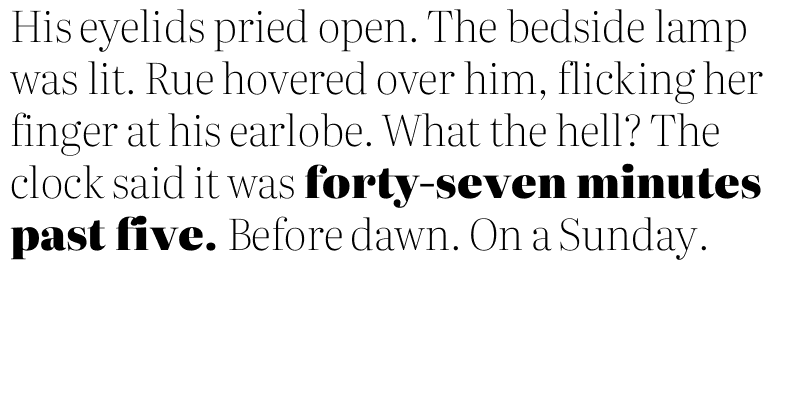 His eyelids pried open. The bedside lamp
was lit. Rue hovered over him, flicking her
finger at his earlobe. What the hell? The
clock said it was forty-seven minutes
past five. Before dawn. On a Sunday.